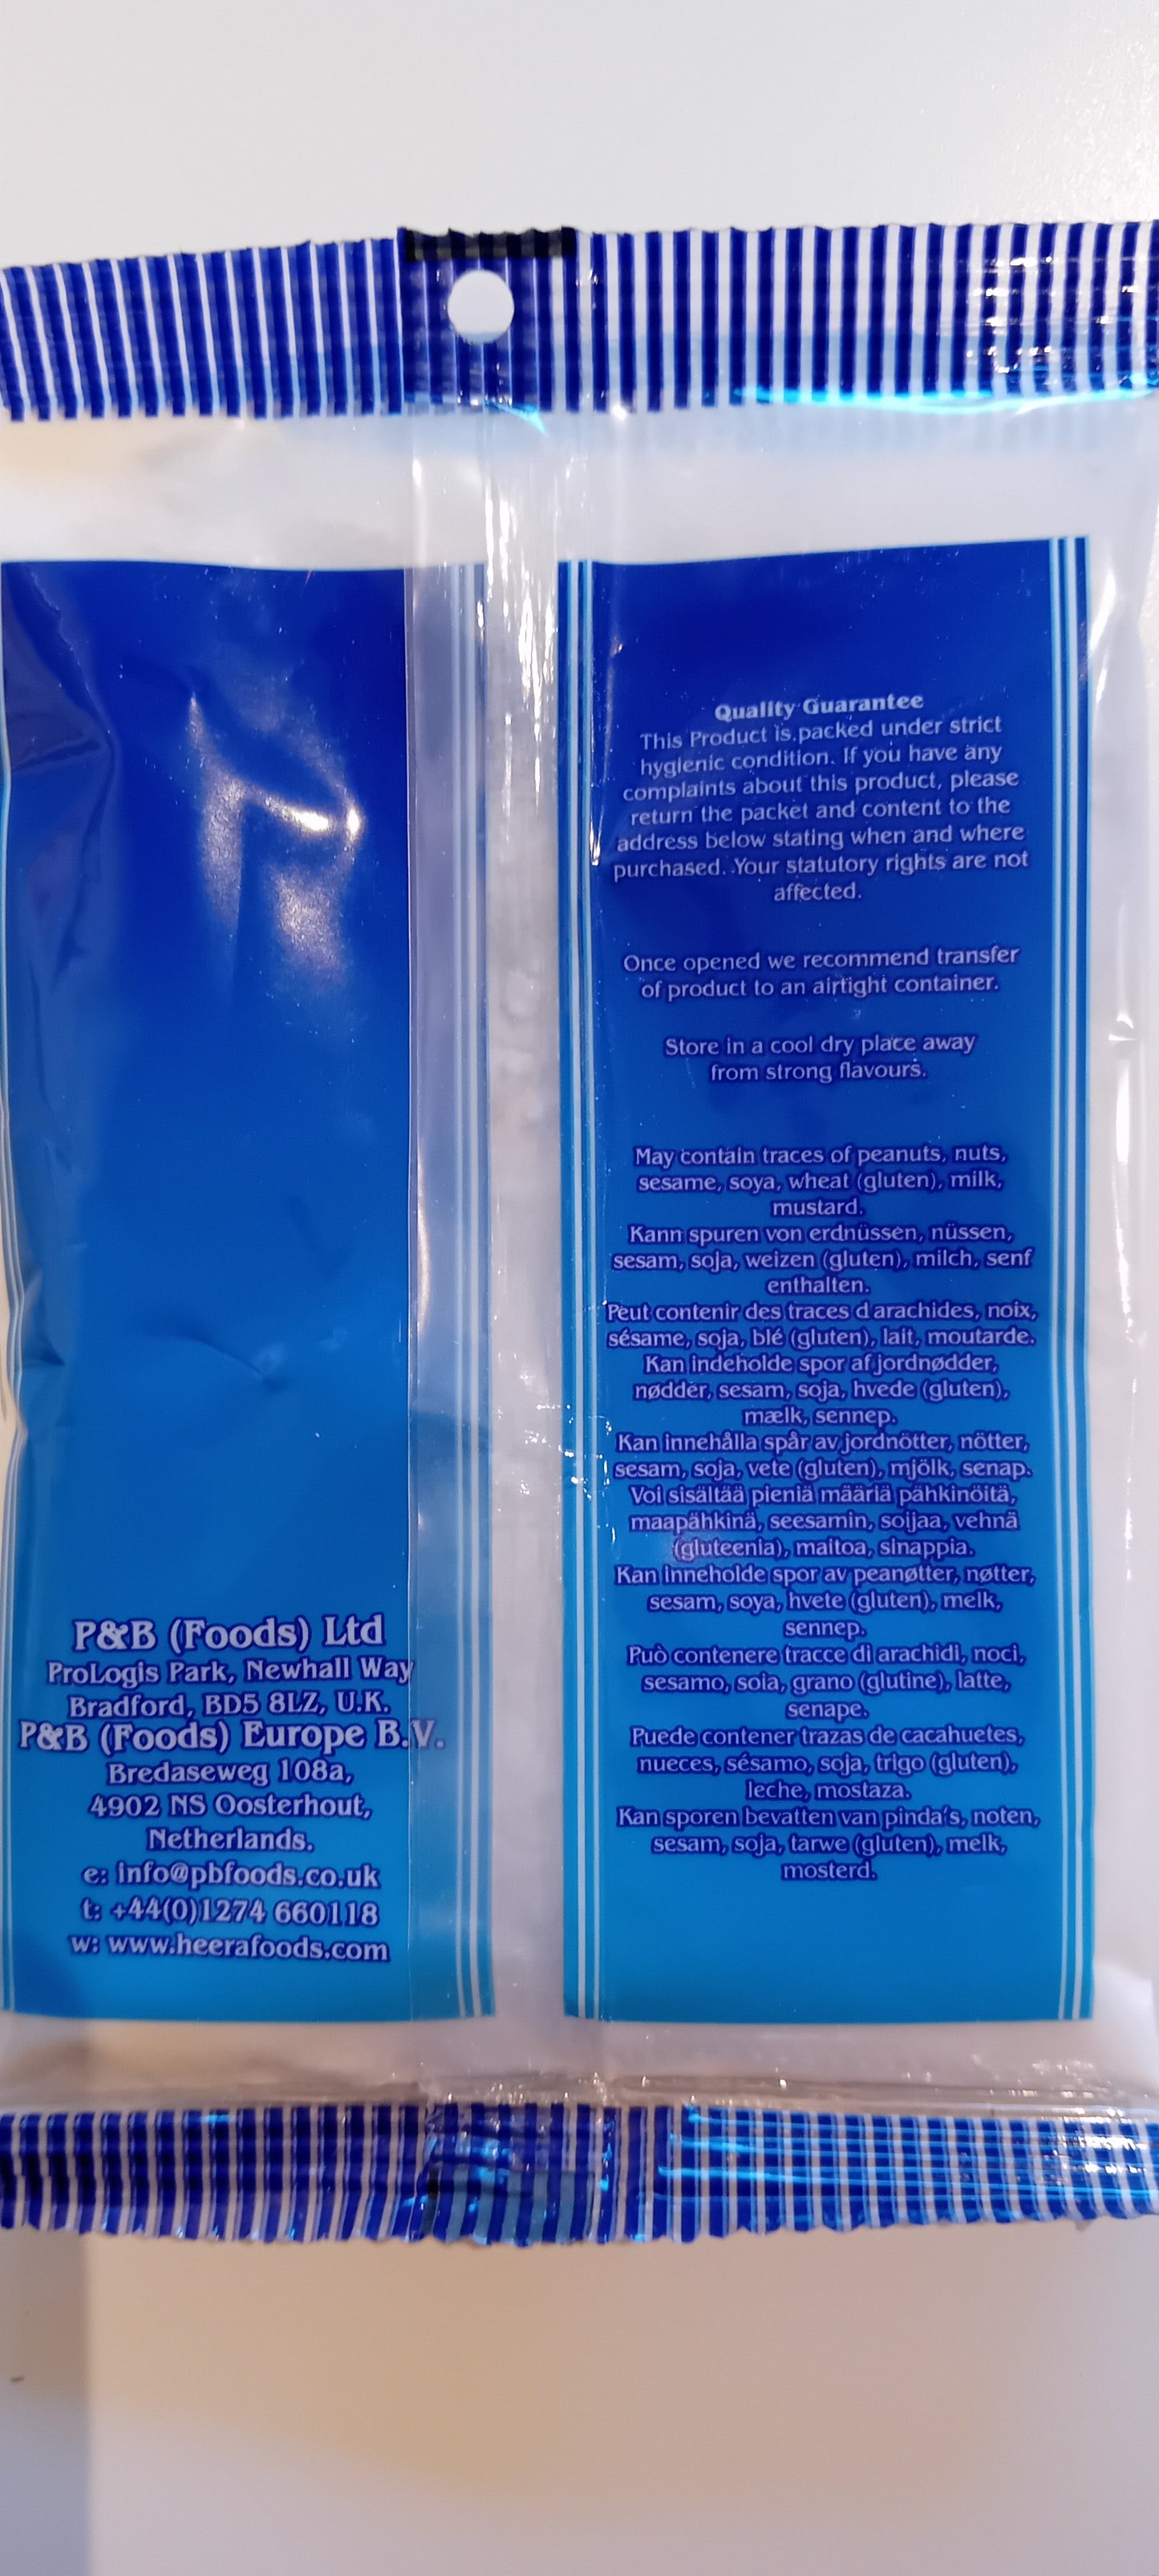 Quality Guarantee
This Product is packed under strict
hygienic condition. If you have any
complaints about this product, please
return the packet and content to the
address below stating when and where
purchased. Your statutory rights are not
affected.
Once opened we recommend transfer
of product to an airtight container.
Store in a cool dry place away
from strong flavours.
May contain traces of peanuts, nuts,
sesame, soya, wheat (gluten), milk,
mustard.
Kann spuren von erdnüssen, nüssen,
sesam, soja, weizen (gluten), milch, senf
enthalten.
Peut contenir des traces d arachides, noix,
sésame, soja, blé (gluten), lait, moutarde.
Kan indeholde spor af jordnødder,
nødder, sesam, soja, hvede (gluten),
mælk, sennep.
Kan innehålla spår av jordnötter, nötter,
sesam, soja, vete (gluten), mjölk, senap.
Voi sisältää pieniä määriä pähkinöitä,
maapähkinä, seesamin, soijaa, vehnä
(gluteenia), maitoa, sinappia.
Kan inneholde spor av peanøtter, nøtter,
sesam, soya, hvete (gluten), melk,
sennep.
Può contenere tracce di arachidi, noci,
sesamo, soia, grano (glutine), latte,
senape.
Puede contener trazas de cacahuetes,
nueces, sésamo, soja, trigo (gluten),
leche, mostaza.
Kan sporen bevatten van pinda's, noten,
sesam, soja, tarwe (gluten), melk,
mosterd.
P&B (Foods) Ltd
ProLogis Park, Newhall Way
Bradford, BD5 8LZ, U.K.
P&B (Foods) Europe B.V.
Bredaseweg 108a,
4902 NS Oosterhout,
Netherlands.
e: info@pbfoods.co.uk
t: +44(0)1274 660118
w: www.heerafoods.com